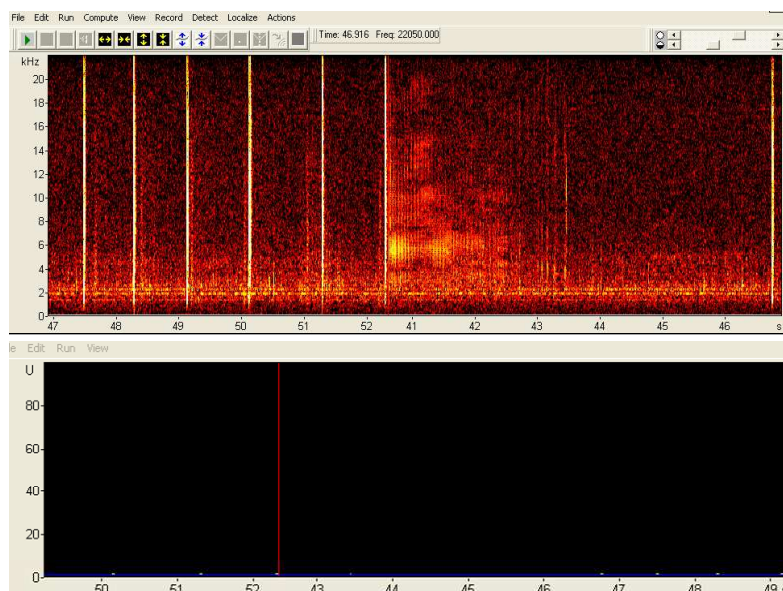 File Edit Run Compute View Record Detect Localize Actions
Time: 46.916 Freq: 22050.000
kHz
20
18
16
14
12
10
8
6
4
2
0
47 48 49 50 51 52 41 42 43 44 45 46 s
le Edit Run View
U
80
60
40
20
0
50 51 52 43 44 45 46 47 48 49